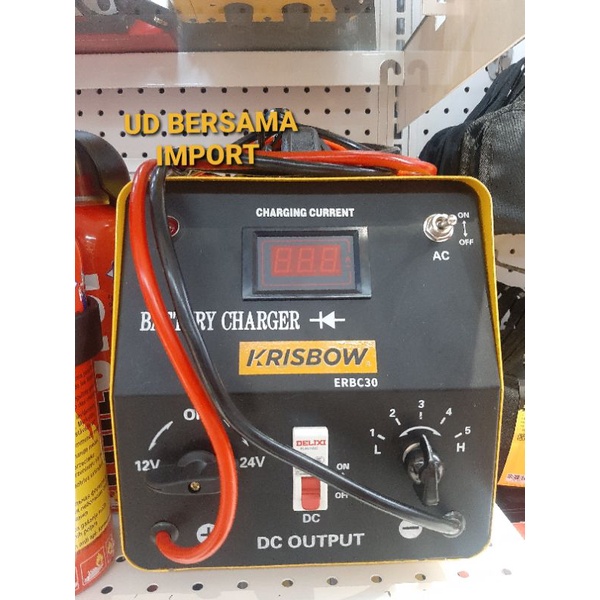 UD BERSAMA
IMPORT
CHARGING CURRENT
ON
OFF
AC
BATTERY CHARGER
KRISBOW
ERBC30
12V
24V
DELIXI
ON
OFF
DC
1 2 3 4 5
L H
DC OUTPUT